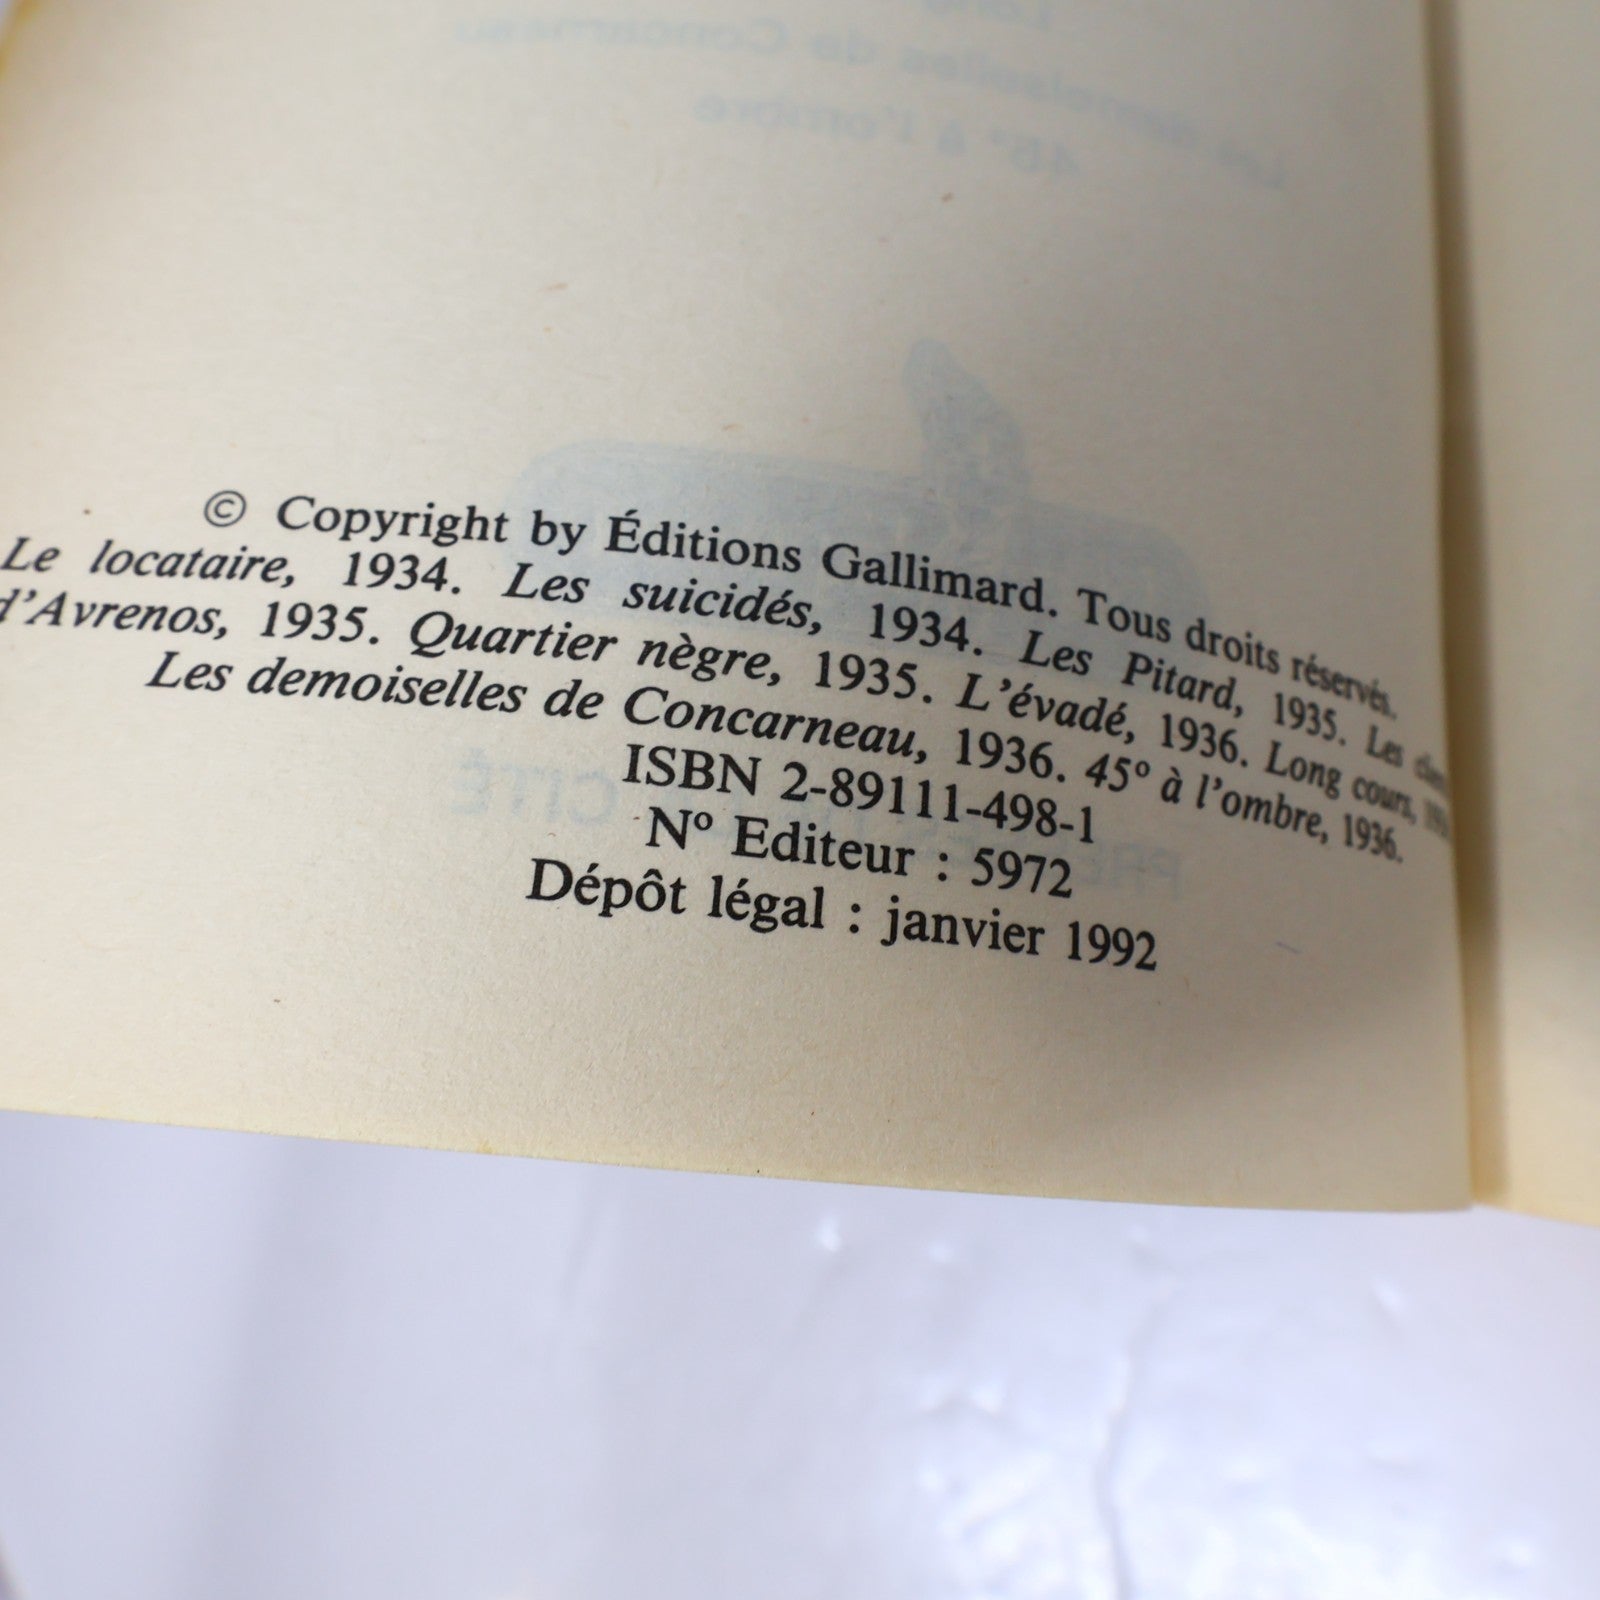 © Copyright by Éditions Gallimard. Tous droits réservés.
Le locataire, 1934. Les suicidés, 1934. Les Pitard, 1935. Les
d'Avrenos, 1935. Quartier nègre, 1935. L'évadé, 1936. Long cours,
Les demoiselles de Concarneau, 1936. 45° à l'ombre, 1936.
ISBN 2-89111-498-1
Nº Editeur : 5972
Dépôt légal : janvier 1992